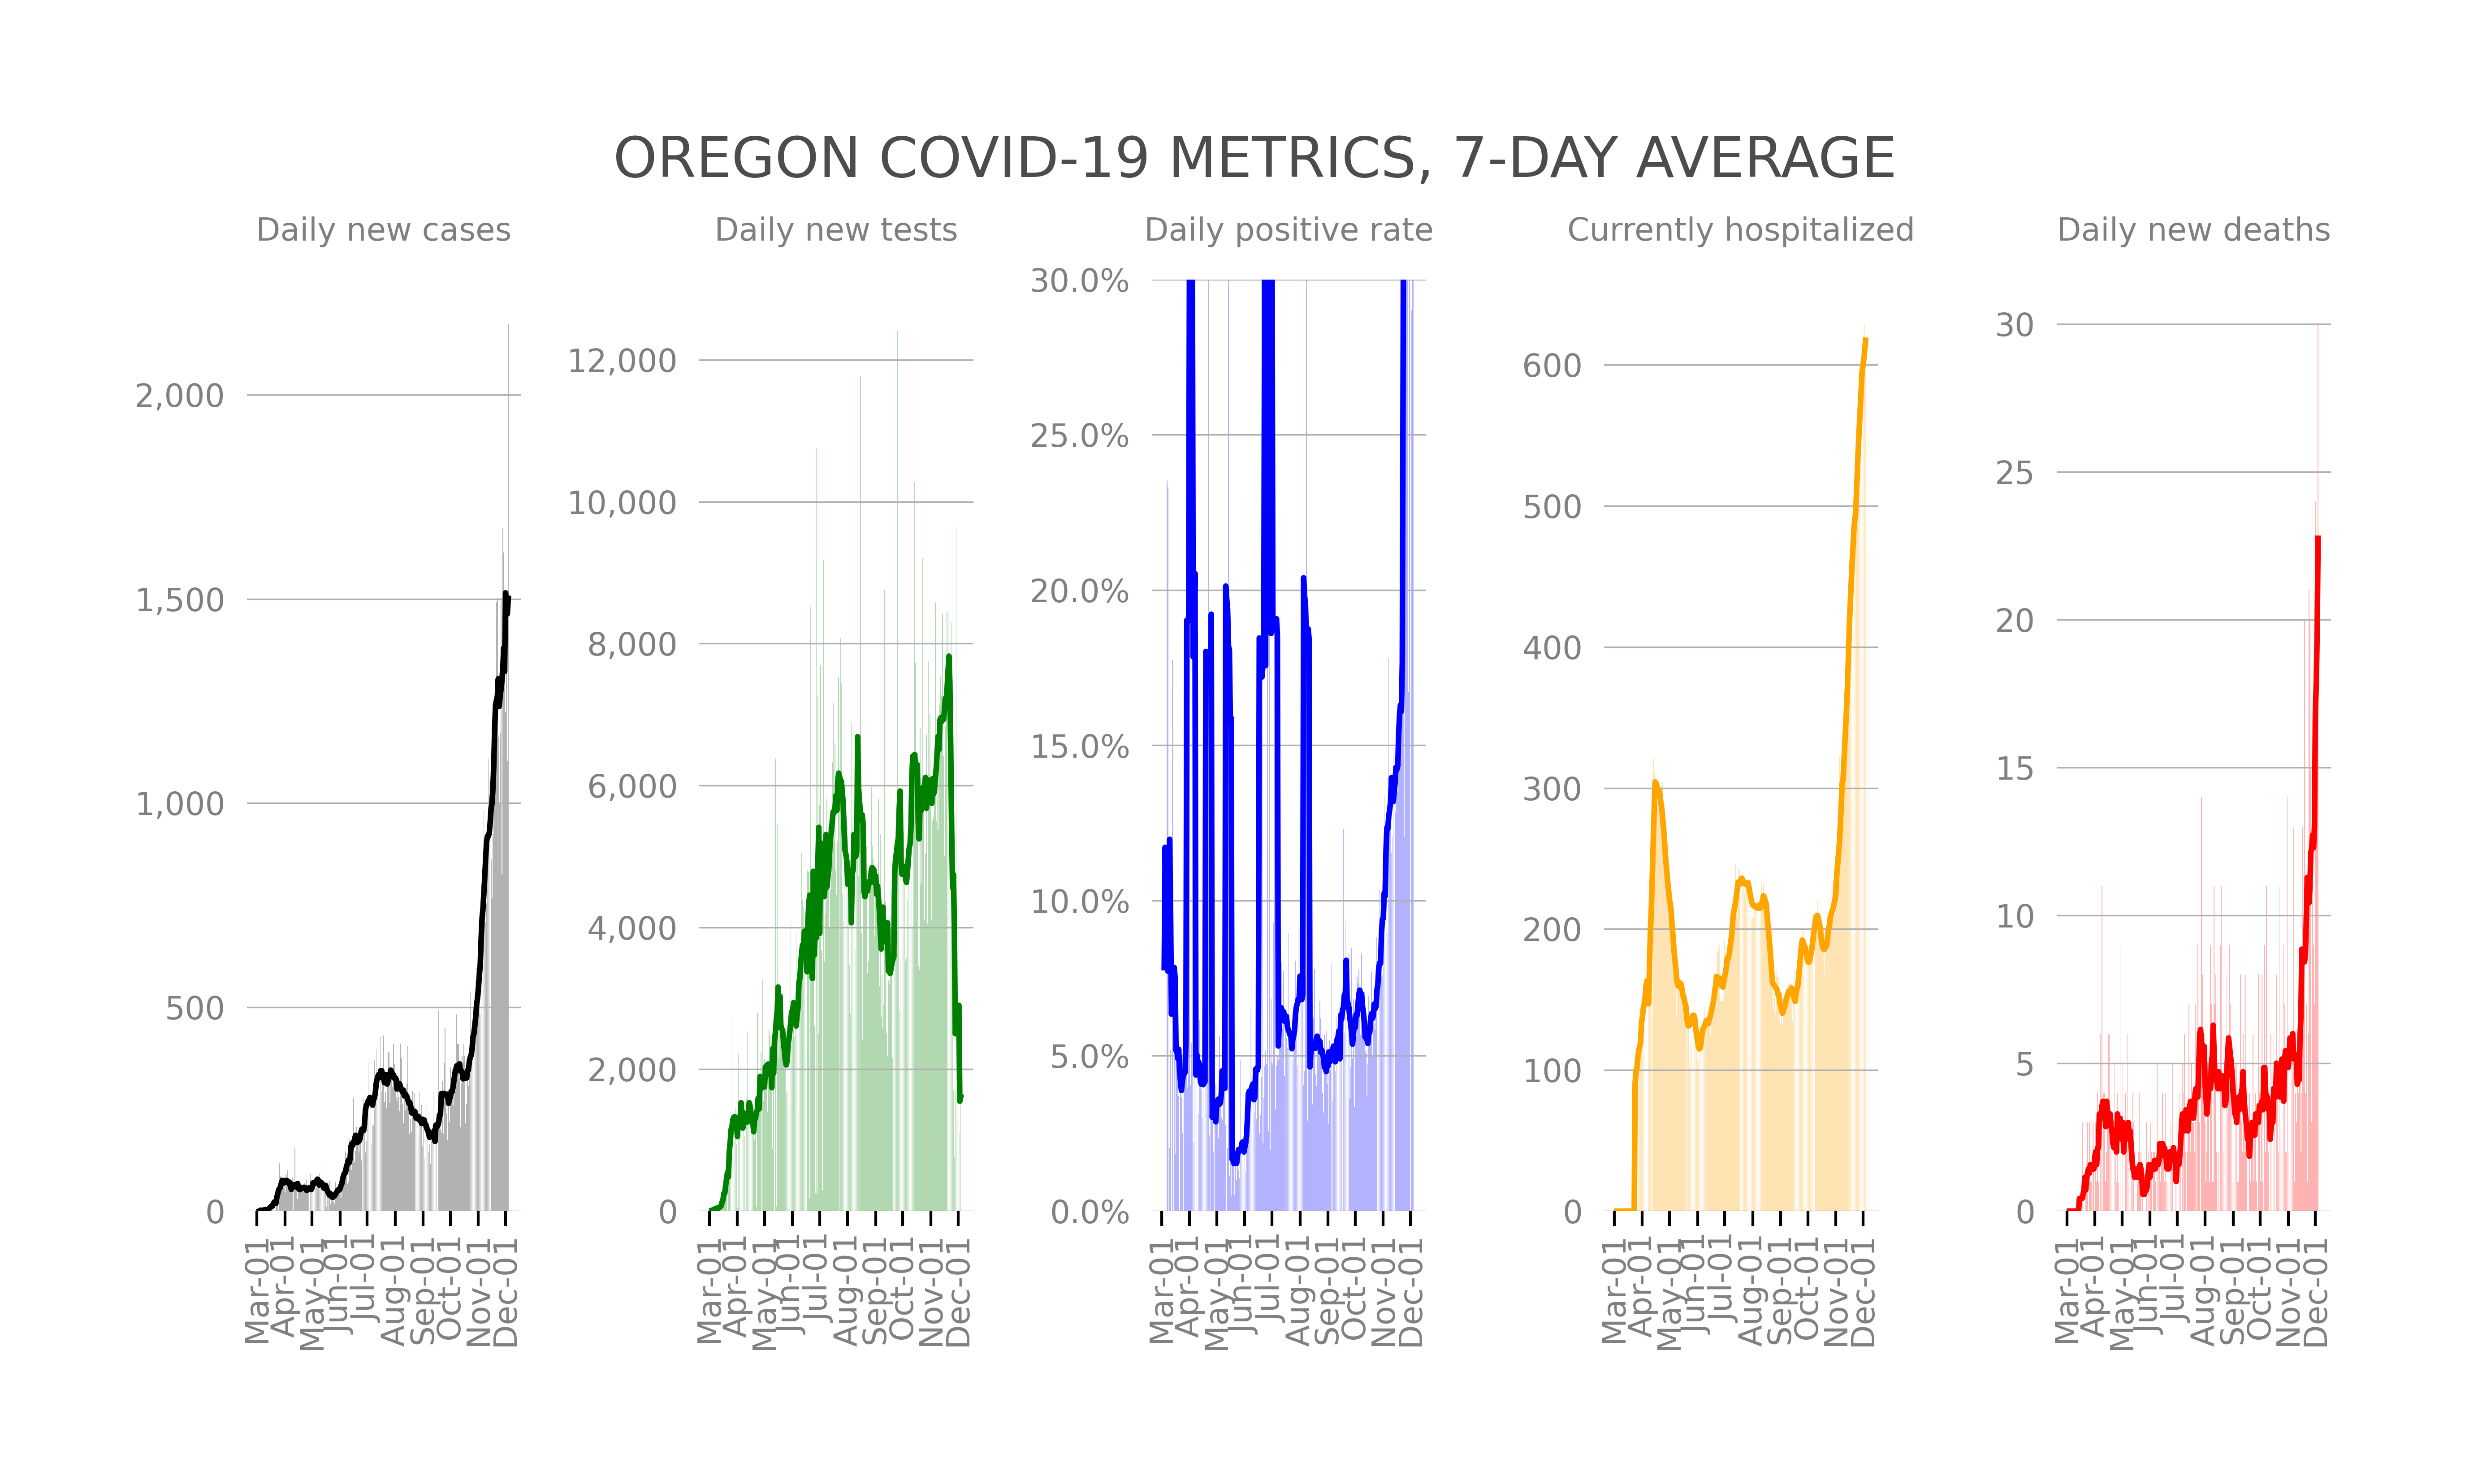 OREGON COVID-19 METRICS, 7-DAY AVERAGE
Daily new cases
2,000
1,500
1,000
500
0
Mar-01
Apr-01
May-01
Jun-01
Jul-01
Aug-01
Sep-01
Oct-01
Nov-01
Dec-01
Daily new tests
12,000
10,000
8,000
6,000
4,000
2,000
0
Mar-01
Apr-01
May-01
Jun-01
Jul-01
Aug-01
Sep-01
Oct-01
Nov-01
Dec-01
Daily positive rate
30.0%
25.0%
20.0%
15.0%
10.0%
5.0%
0.0%
Mar-01
Apr-01
May-01
Jun-01
Jul-01
Aug-01
Sep-01
Oct-01
Nov-01
Dec-01
Currently hospitalized
600
500
400
300
200
100
0
Mar-01
Apr-01
May-01
Jun-01
Jul-01
Aug-01
Sep-01
Oct-01
Nov-01
Dec-01
Daily new deaths
30
25
20
15
10
5
0
Mar-01
Apr-01
May-01
Jun-01
Jul-01
Aug-01
Sep-01
Oct-01
Nov-01
Dec-01